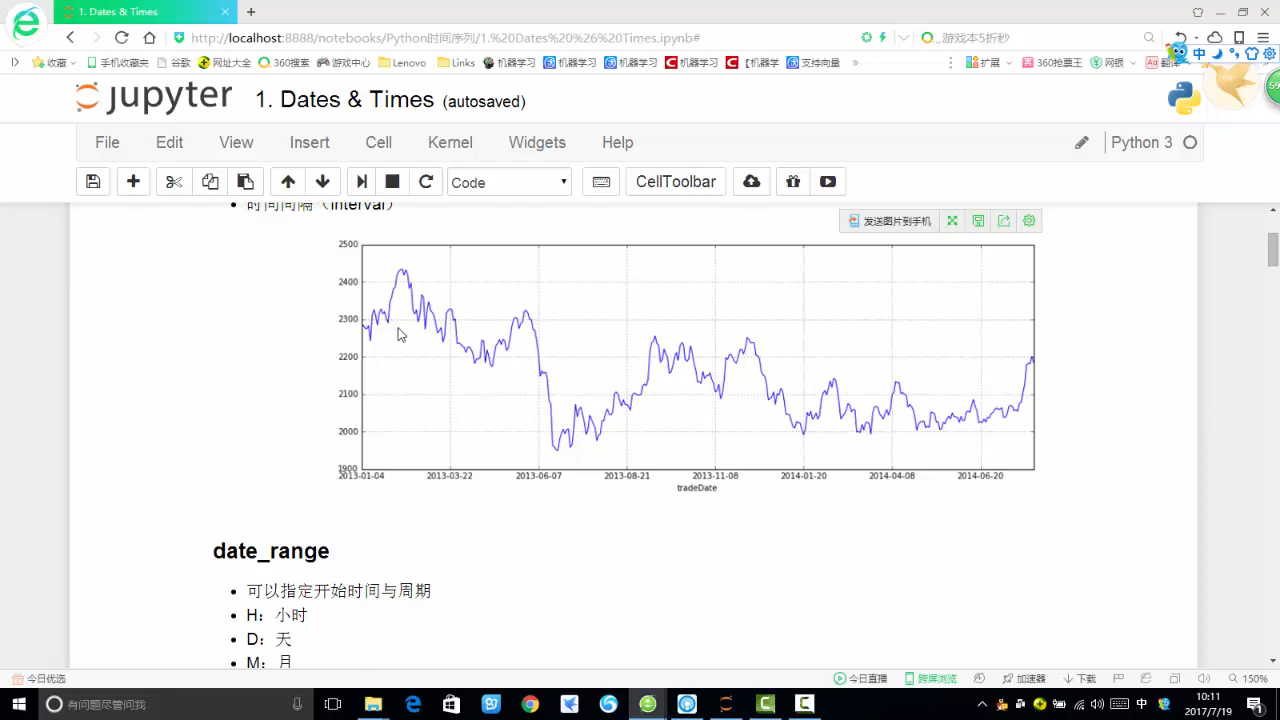 1. Dates & Times
http://localhost:8888/notebooks/Python时间序列/1.%20Dates%20%26%20Times.ipynb#
游戏本5折秒
收藏 手机收藏夹 谷歌 网址大全 360搜索 游戏中心 Lenovo Links 机器学习 机器学习 机器学习 机器学习 【机器学 支持向量 » 扩展 360抢票王 网银
中
59
jupyter 1. Dates & Times (autosaved)
File Edit View Insert Cell Kernel Widgets Help Python 3
Code CellToolbar
时间间隔（interval）
发送图片到手机
2500
2400
2300
2200
2100
2000
1900
2013-01-04 2013-03-22 2013-06-07 2013-08-21 2013-11-08 2014-01-20 2014-04-08 2014-06-20
tradeDate
date_range
可以指定开始时间与周期
H：小时
D：天
M：月
今日优选 今日直播 跨屏浏览 加速器 下载 150%
有问题尽管问我 中 10:11
2017/7/19